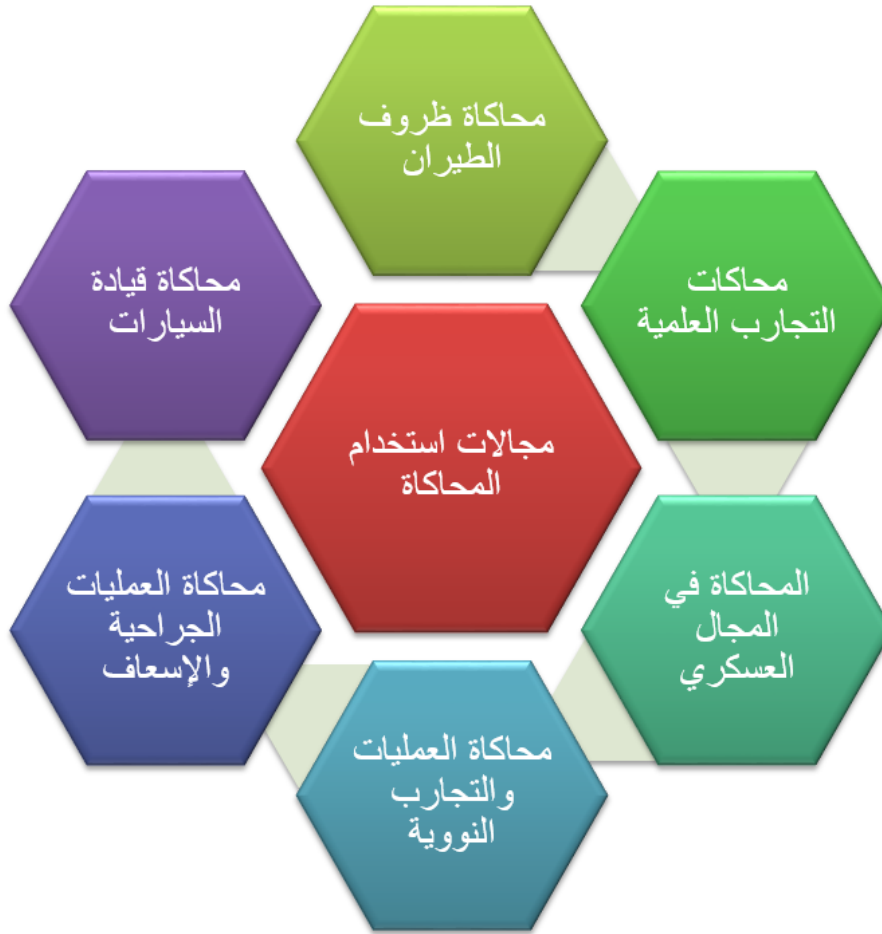 محاكاة ظروف
الطيران
محاكات
التجارب العلمية
المحاكاة في
المجال
العسكري
محاكاة العمليات
والتجارب
النووية
محاكاة العمليات
الجراحية
والإسعاف
محاكاة قيادة
السيارات
مجالات استخدام
المحاكاة